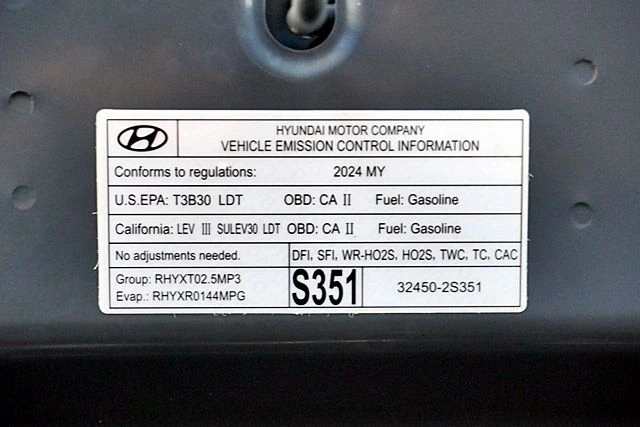 HYUNDAI MOTOR COMPANY
VEHICLE EMISSION CONTROL INFORMATION
Conforms to regulations: 2024 MY
U.S.EPA: T3B30 LDT OBD: CA II Fuel: Gasoline
California: LEV III SULEV30 LDT OBD: CA II Fuel: Gasoline
No adjustments needed. DFI, SFI, WR-HO2S, HO2S, TWC, TC, CAC
Group: RHYXT02.5MP3
Evap.: RHYXR0144MPG
S351 32450-2S351